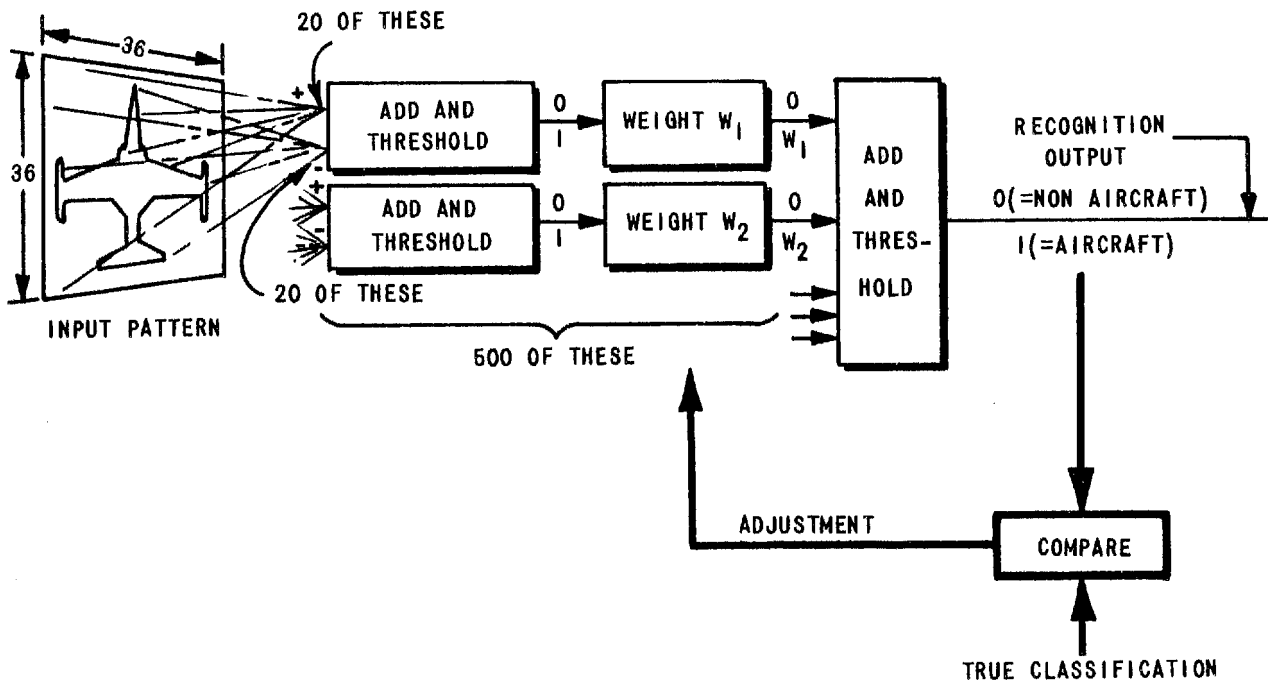 20 OF THESE
36
36
INPUT PATTERN
+
-
ADD AND
THRESHOLD
0
1
WEIGHT W1
0
W1
+
-
ADD AND
THRESHOLD
0
1
WEIGHT W2
0
W2
20 OF THESE
500 OF THESE
ADD
AND
THRES-
HOLD
RECOGNITION
OUTPUT
0(=NON AIRCRAFT)
1(=AIRCRAFT)
ADJUSTMENT
COMPARE
TRUE CLASSIFICATION